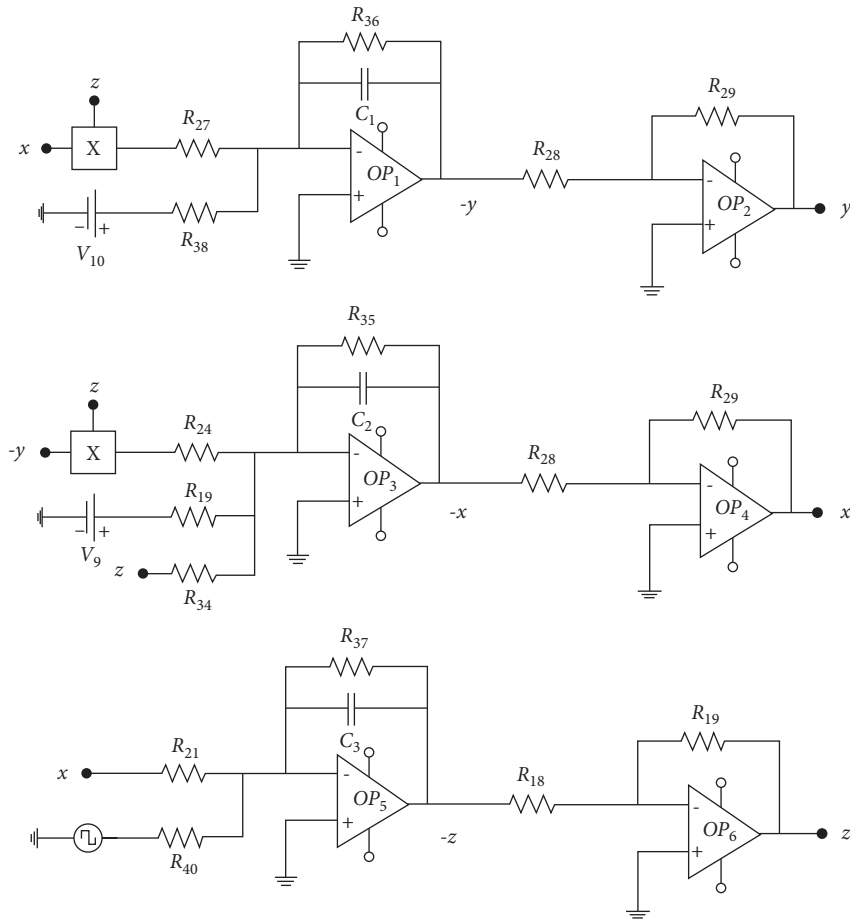 R36
z
C1
R27
R29
x
X
-
R28
OP1
-
+
-y
OP2
y
- +
+
V10
R38
R35
z
C2
R24
R29
-y
X
-
R28
OP3
-
R19
+
-x
OP4
x
- +
+
V9
z
R34
R37
C3
R19
R21
x
-
R18
OP5
-
+
-z
OP6
z
+
R40